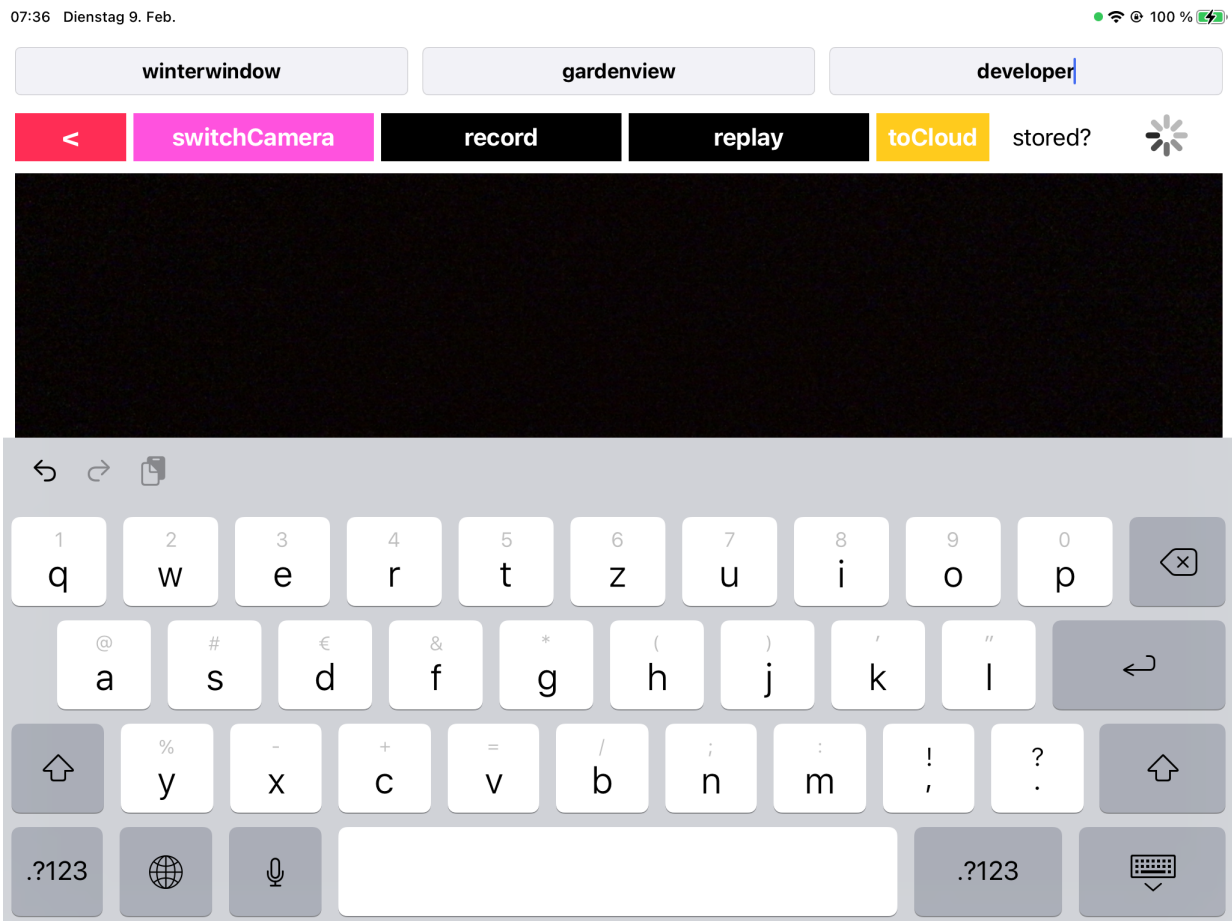 07:36 Dienstag 9. Feb. 100 %
winterwindow gardenview developer
< switchCamera record replay toCloud stored?
1 2 3 4 5 6 7 8 9 0
q w e r t z u i o p
@ # € & * ( ) ' "
a s d f g h j k l
% - + = / ; : ! ?
y x c v b n m , .
.?123 .?123